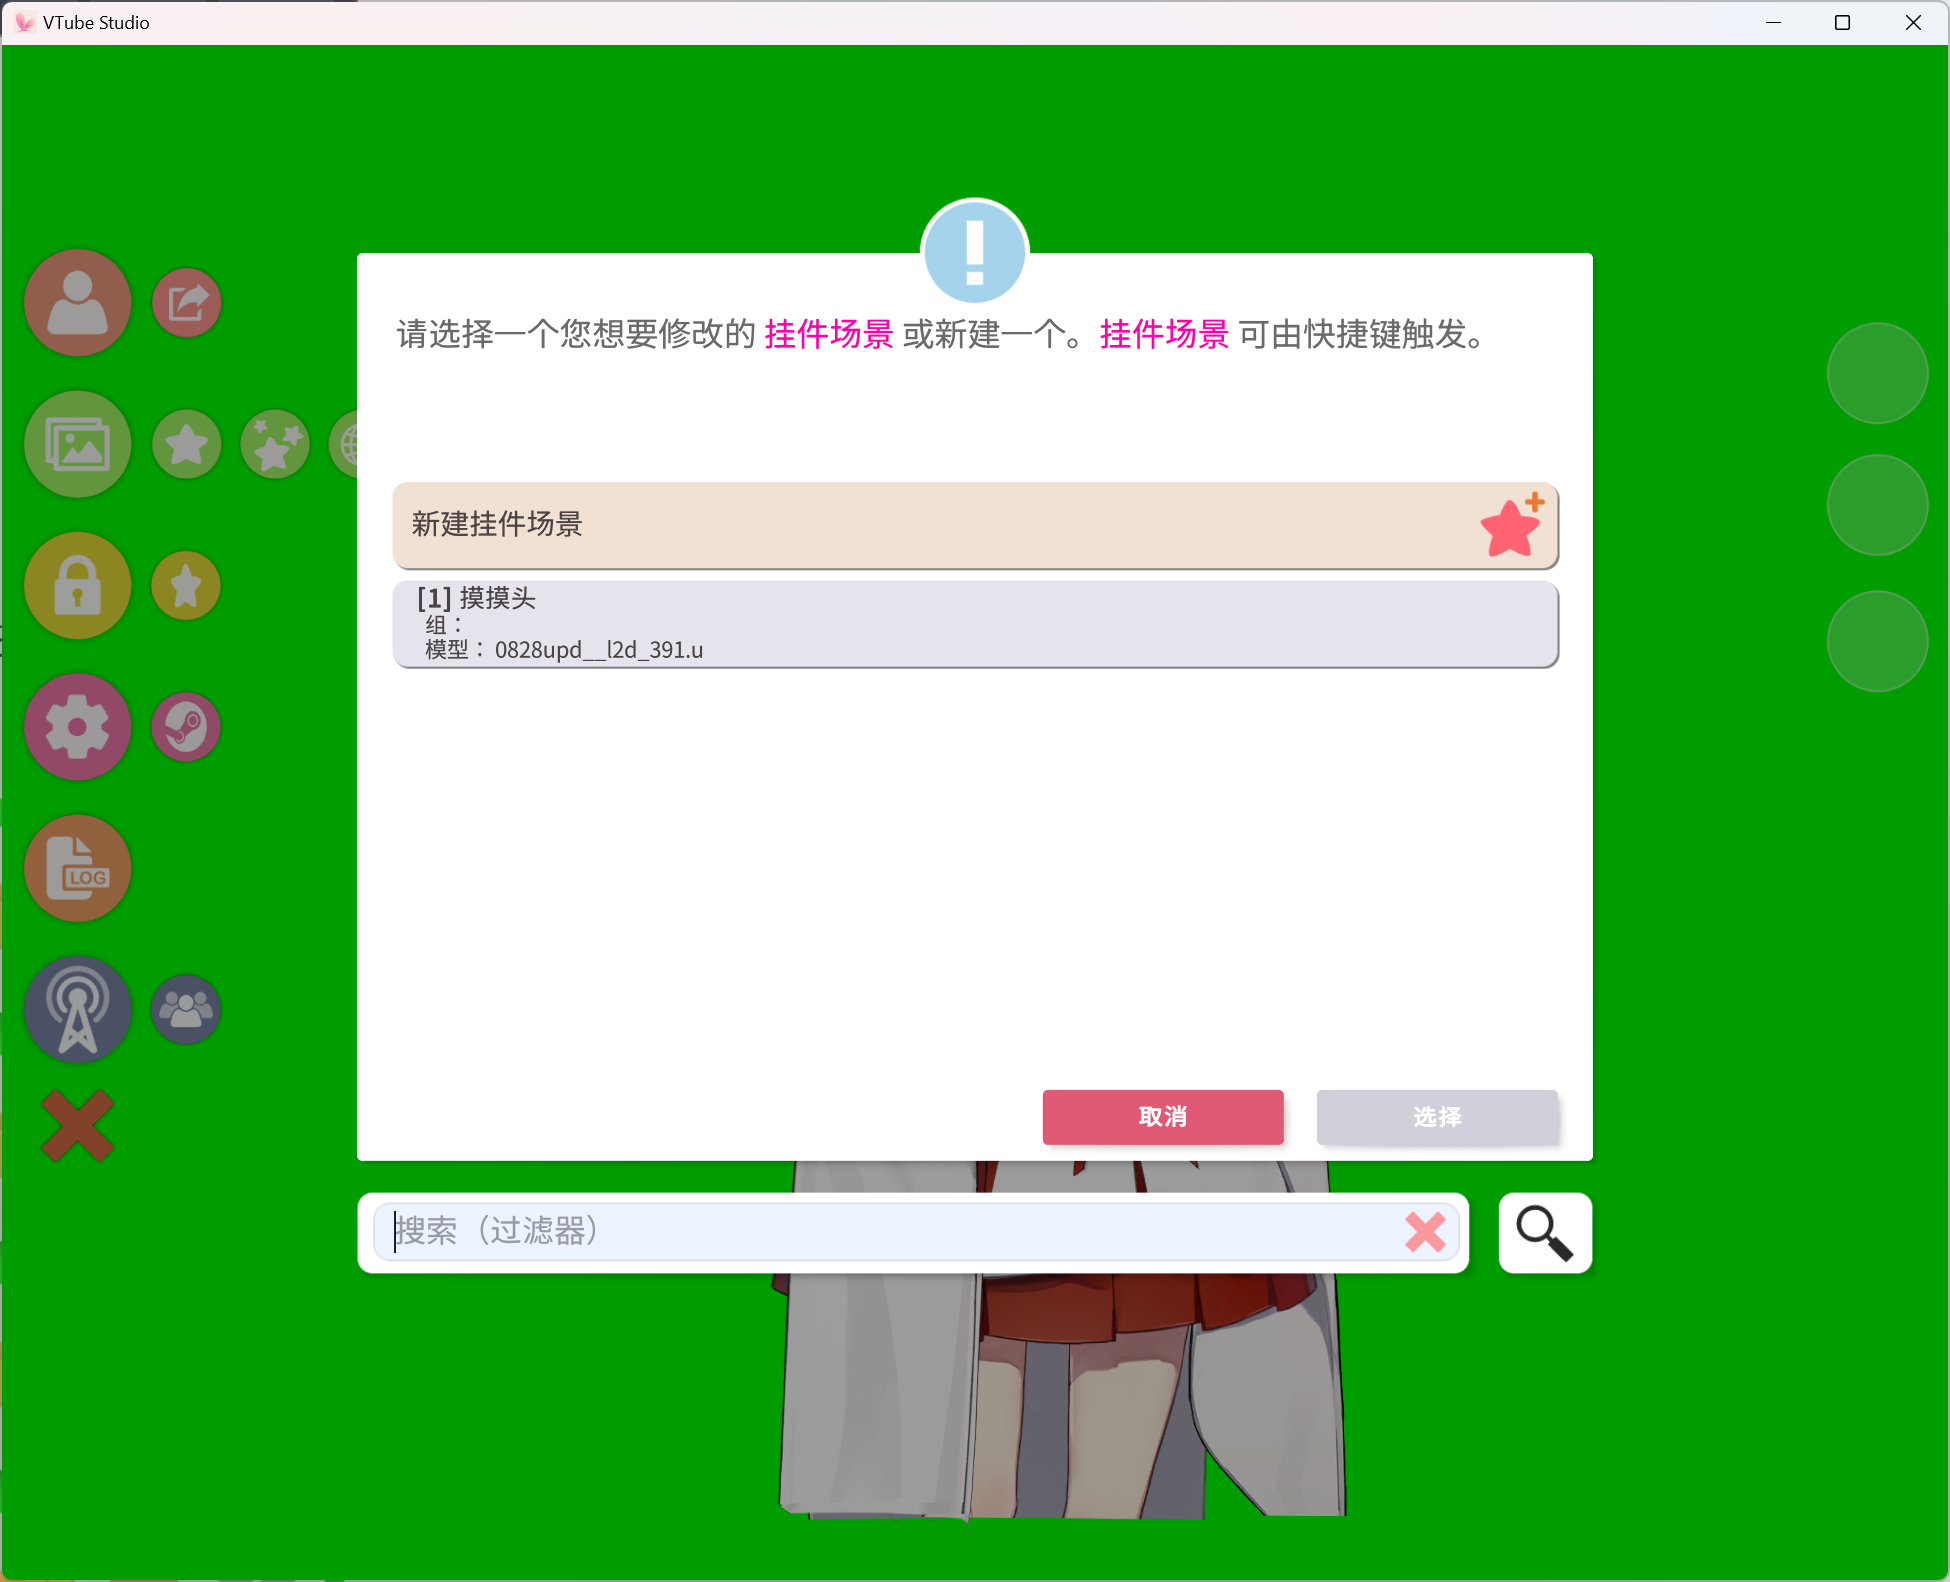 VTube Studio
请选择一个您想要修改的 挂件场景 或新建一个。挂件场景 可由快捷键触发。
新建挂件场景
[1] 摸摸头
组：
模型：0828upd__l2d_391.u
LOG
取消
选择
搜索（过滤器）